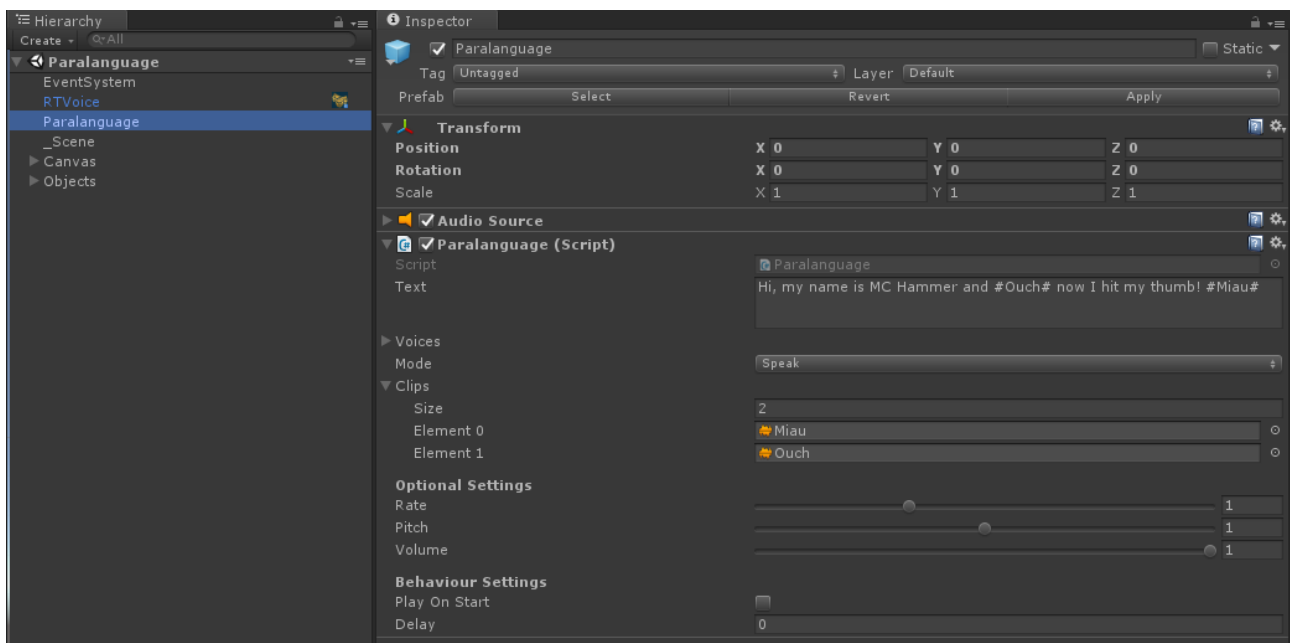 Hierarchy
Create All
Paralanguage
EventSystem
RTVoice
Paralanguage
_Scene
Canvas
Objects
Inspector
Paralanguage Static
Tag Untagged Layer Default
Prefab Select Revert Apply
Transform
Position X 0 Y 0 Z 0
Rotation X 0 Y 0 Z 0
Scale X 1 Y 1 Z 1
Audio Source
Paralanguage (Script)
Script Paralanguage
Text Hi, my name is MC Hammer and #Ouch# now I hit my thumb! #Miau#
Voices
Mode Speak
Clips
Size 2
Element 0 Miau
Element 1 Ouch
Optional Settings
Rate 1
Pitch 1
Volume 1
Behaviour Settings
Play On Start
Delay 0